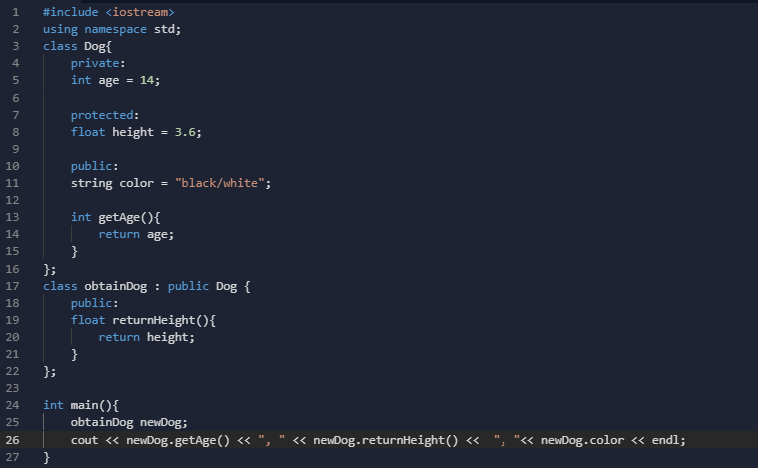 1 #include <iostream>
2 using namespace std;
3 class Dog{
4     private:
5     int age = 14;
6
7     protected:
8     float height = 3.6;
9
10     public:
11     string color = "black/white";
12
13     int getAge(){
14         return age;
15     }
16 };
17 class obtainDog : public Dog {
18     public:
19     float returnHeight(){
20         return height;
21     }
22 };
23
24 int main(){
25     obtainDog newDog;
26     cout << newDog.getAge() << ", " << newDog.returnHeight() <<  ", "<< newDog.color << endl;
27 }